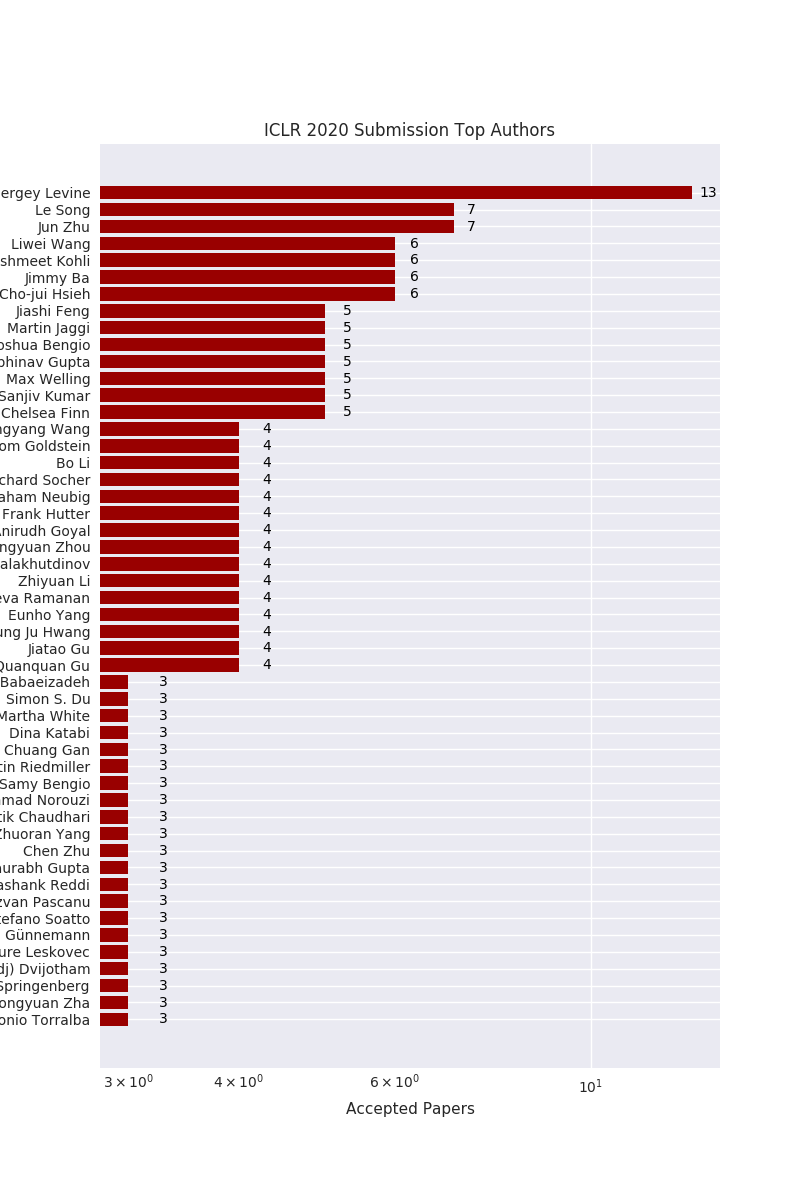 ICLR 2020 Submission Top Authors
ergey Levine 13
Le Song 7
Jun Zhu 7
Liwei Wang 6
shmeet Kohli 6
Jimmy Ba 6
Cho-jui Hsieh 6
Jiashi Feng 5
Martin Jaggi 5
oshua Bengio 5
bhinav Gupta 5
Max Welling 5
Sanjiv Kumar 5
Chelsea Finn 5
ngyang Wang 4
om Goldstein 4
Bo Li 4
chard Socher 4
aham Neubig 4
Frank Hutter 4
Anirudh Goyal 4
ngyuan Zhou 4
alakhutdinov 4
Zhiyuan Li 4
eva Ramanan 4
Eunho Yang 4
ung Ju Hwang 4
Jiatao Gu 4
Quanquan Gu 4
Babaeizadeh 3
Simon S. Du 3
Martha White 3
Dina Katabi 3
Chuang Gan 3
tin Riedmiller 3
Samy Bengio 3
mad Norouzi 3
tik Chaudhari 3
Zhuoran Yang 3
Chen Zhu 3
urabh Gupta 3
ashank Reddi 3
zvan Pascanu 3
tefano Soatto 3
Günnemann 3
ure Leskovec 3
dj) Dvijotham 3
Springenberg 3
ongyuan Zha 3
onio Torralba 3
3 × 10⁰ 4 × 10⁰ 6 × 10⁰ 10¹
Accepted Papers